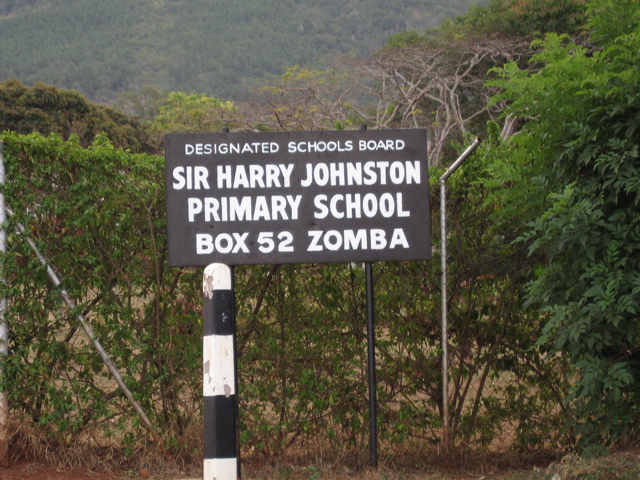 DESIGNATED SCHOOLS BOARD
SIR HARRY JOHNSTON
PRIMARY SCHOOL
BOX 52 ZOMBA